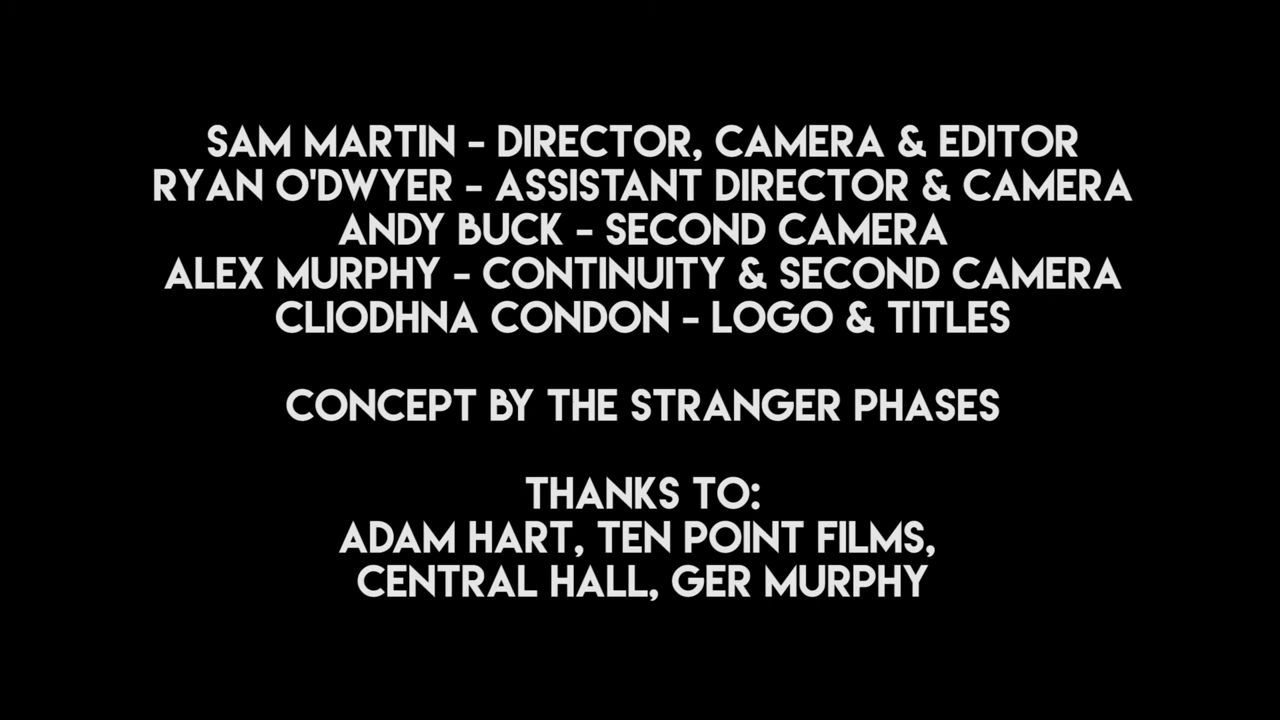 SAM MARTIN - DIRECTOR, CAMERA & EDITOR
RYAN O'DWYER - ASSISTANT DIRECTOR & CAMERA
ANDY BUCK - SECOND CAMERA
ALEX MURPHY - CONTINUITY & SECOND CAMERA
CLIODHNA CONDON - LOGO & TITLES
CONCEPT BY THE STRANGER PHASES
THANKS TO:
ADAM HART, TEN POINT FILMS,
CENTRAL HALL, GER MURPHY